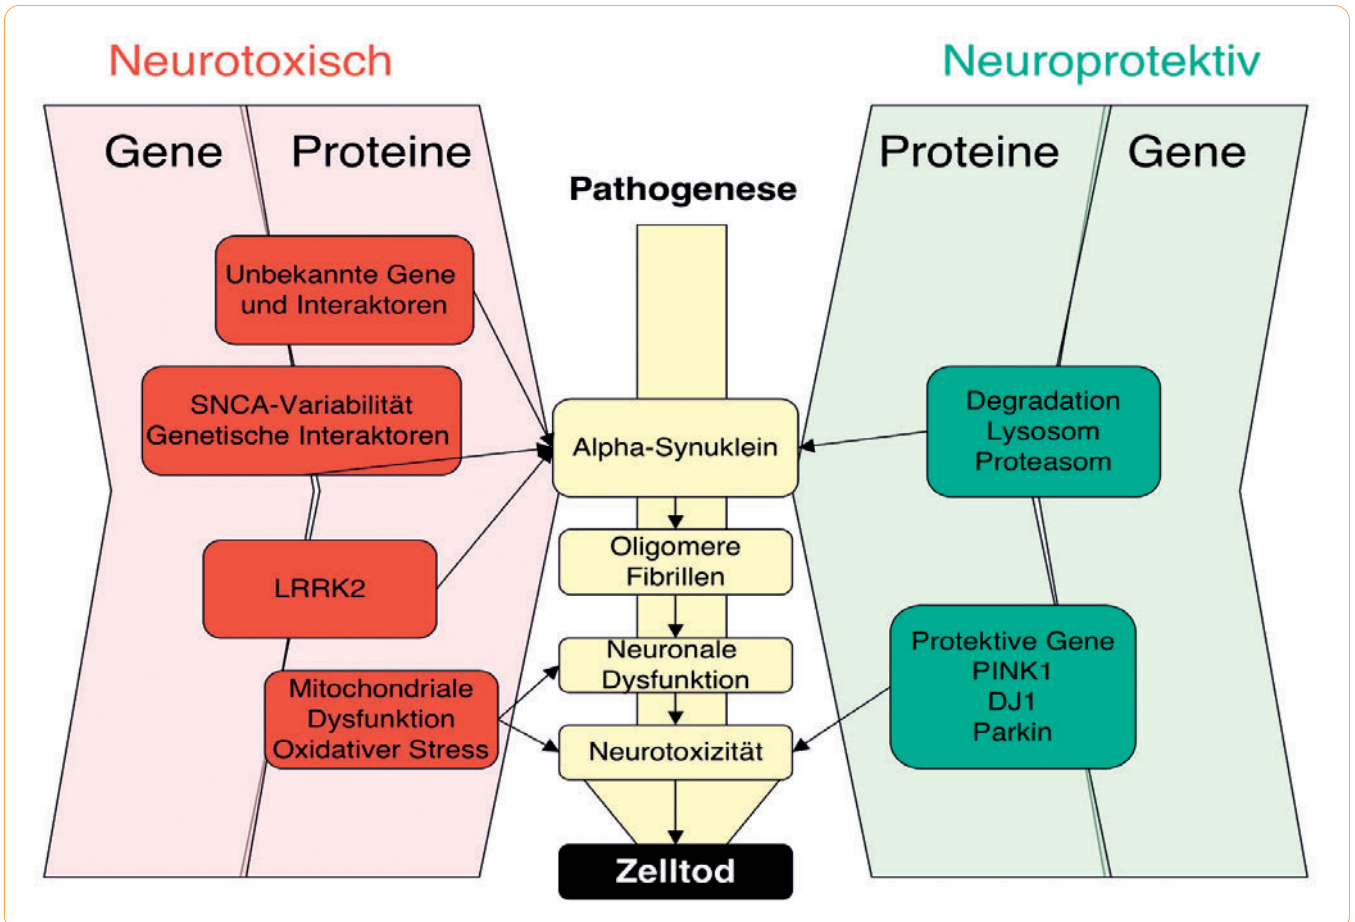 Neurotoxisch
Neuroprotektiv
Gene
Proteine
Proteine
Gene
Pathogenese
Unbekannte Gene
und Interaktoren
SNCA-Variabilität
Genetische Interaktoren
LRRK2
Mitochondriale
Dysfunktion
Oxidativer Stress
Alpha-Synuklein
Oligomere
Fibrillen
Neuronale
Dysfunktion
Neurotoxizität
Zelltod
Degradation
Lysosom
Proteasom
Protektive Gene
PINK1
DJ1
Parkin